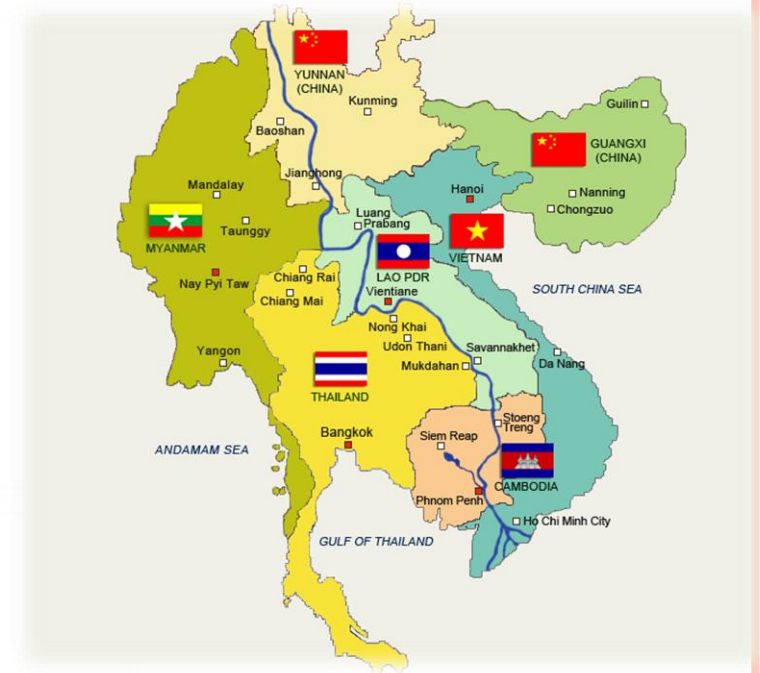 YUNNAN
(CHINA)
Kunming
Guilin
Baoshan
GUANGXI
(CHINA)
Jianghong
Mandalay
Hanoi
Nanning
Chongzuo
Luang
Prabang
Taunggy
MYANMAR
VIETNAM
Nay Pyi Taw
Chiang Rai
LAO PDR
Vientiane
SOUTH CHINA SEA
Chiang Mai
Nong Khai
Udon Thani
Yangon
Savannakhet
Mukdahan
Da Nang
THAILAND
Stoeng
Treng
Bangkok
Siem Reap
ANDAMAM SEA
CAMBODIA
Phnom Penh
Ho Chi Minh City
GULF OF THAILAND